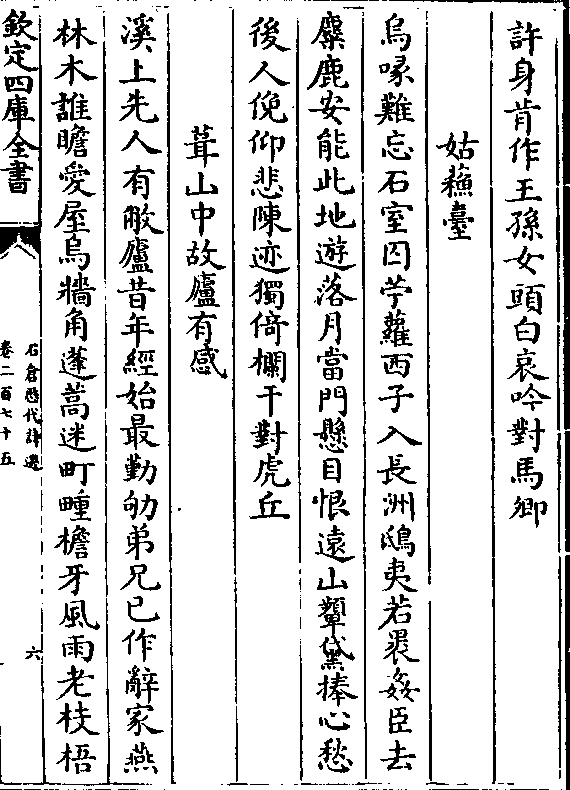 許身肯作王孫女頭白哀吟對馬卿
姑蘓臺
烏喙難忘石室囚苧蘿西子入長洲鴟夷若畏姦臣去
麋鹿安能此地遊落月當門懸目恨遠山顰黛捧心愁
後人俛仰悲陳迹獨倚欄干對虎丘
葺山中故廬有感
溪上先人有敝廬昔年經始最勤劬弟兄已作辭家燕
林木誰瞻愛屋烏牆角蓬蒿迷町畽檐牙風雨老枝梧
欽定四庫全書
石倉歴代詩選
卷二百七十五
六